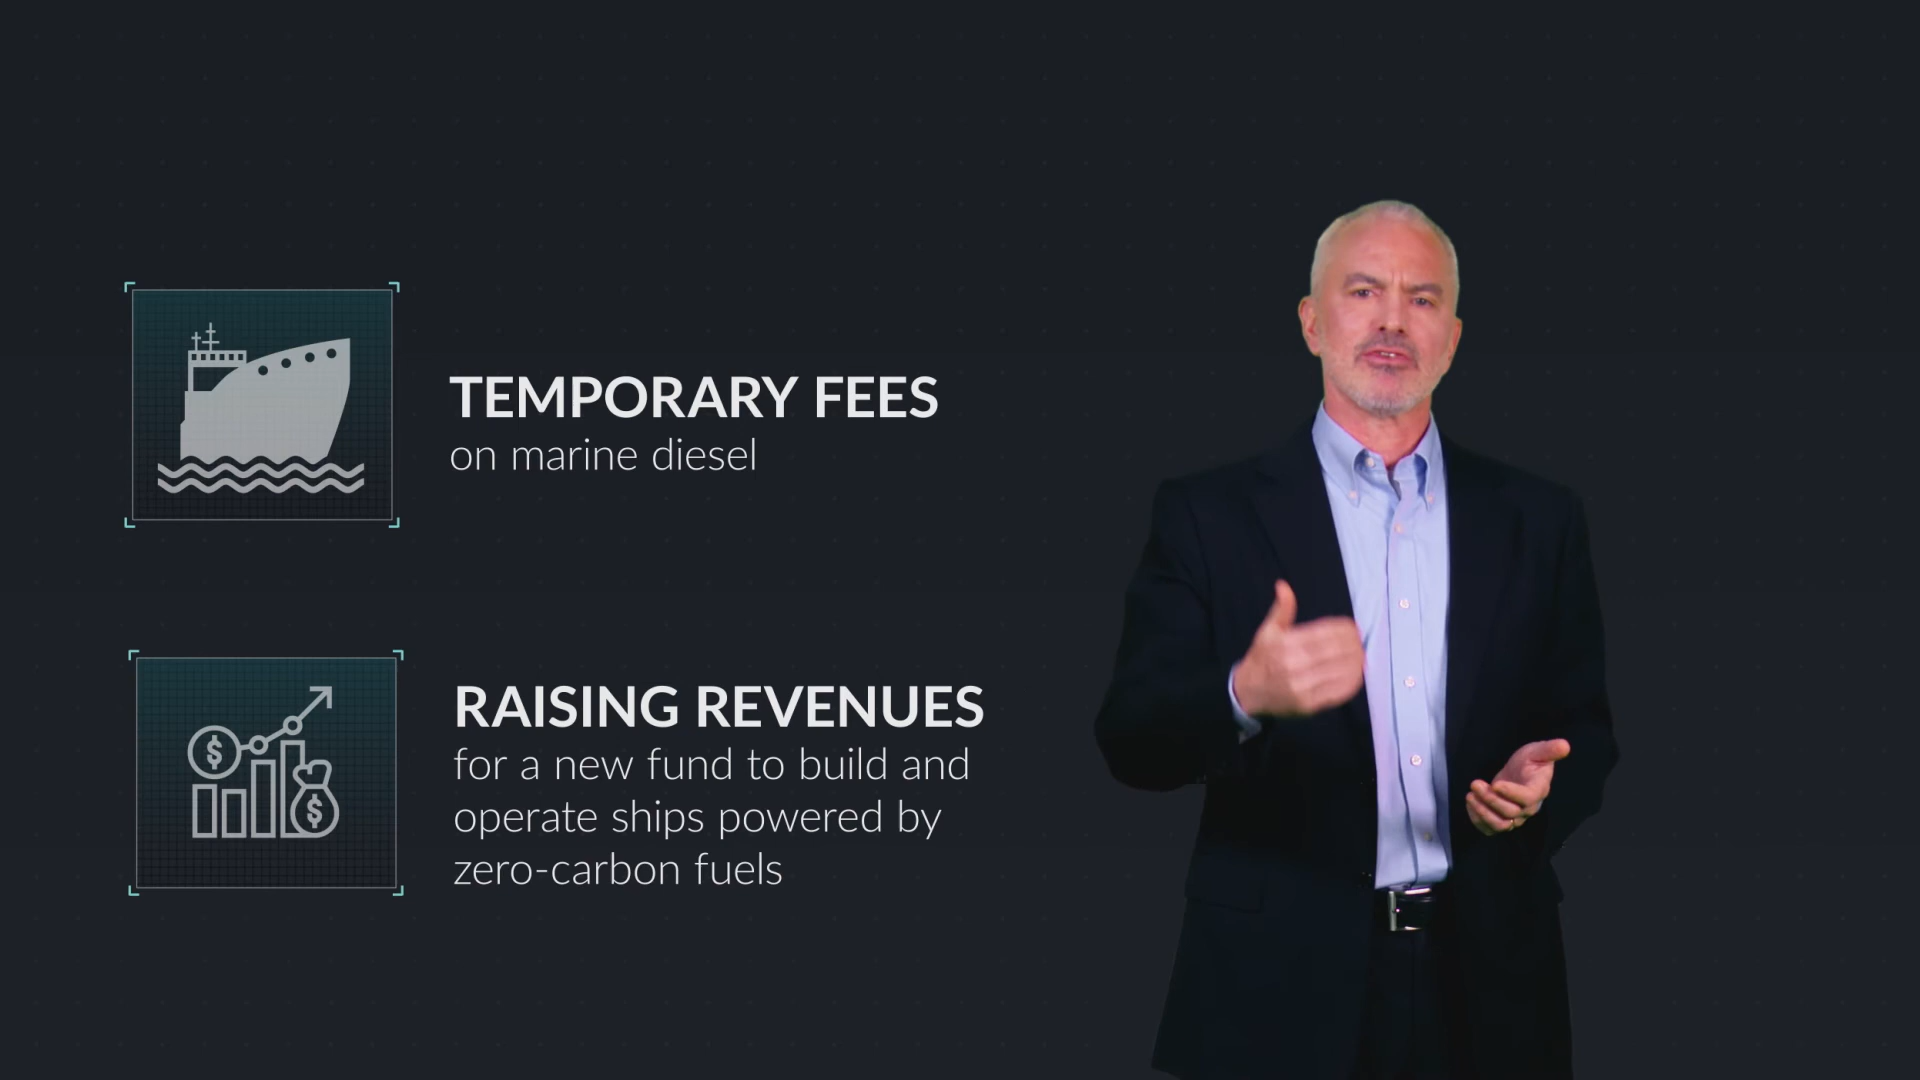 TEMPORARY FEES
on marine diesel
RAISING REVENUES
for a new fund to build and
operate ships powered by
zero-carbon fuels